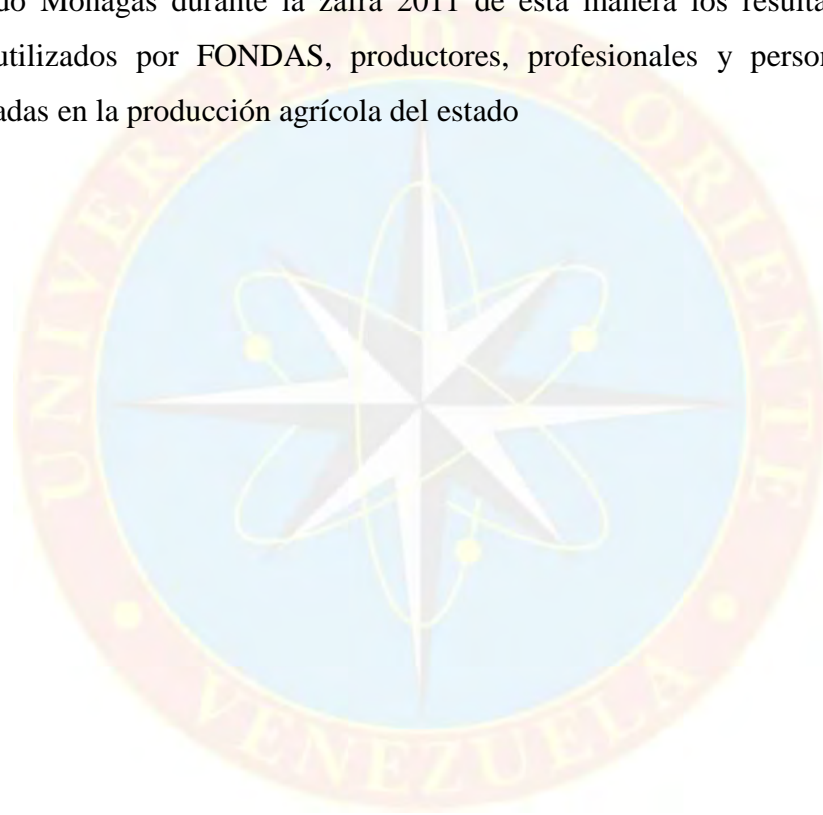 do Monagas durante la zafra 2011 de esta manera los resulta
utilizados por FONDAS, productores, profesionales y person
adas en la producción agrícola del estado
UNIVERSIDAD DE ORIENTE
VENEZUELA